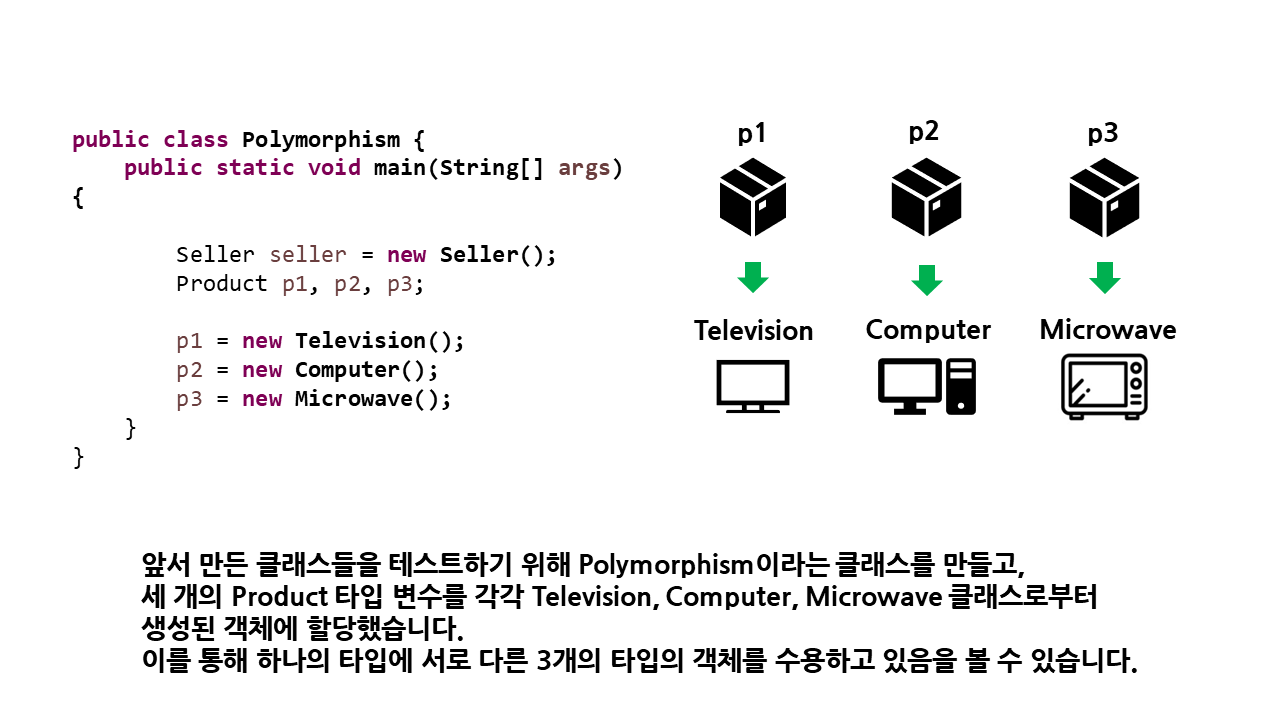 public class Polymorphism {
    public static void main(String[] args)
{
        Seller seller = new Seller();
        Product p1, p2, p3;
        p1 = new Television();
        p2 = new Computer();
        p3 = new Microwave();
    }
}
p1 p2 p3
Television Computer Microwave
앞서 만든 클래스들을 테스트하기 위해 Polymorphism이라는 클래스를 만들고,
세 개의 Product 타입 변수를 각각 Television, Computer, Microwave 클래스로부터
생성된 객체에 할당했습니다.
이를 통해 하나의 타입에 서로 다른 3개의 타입의 객체를 수용하고 있음을 볼 수 있습니다.